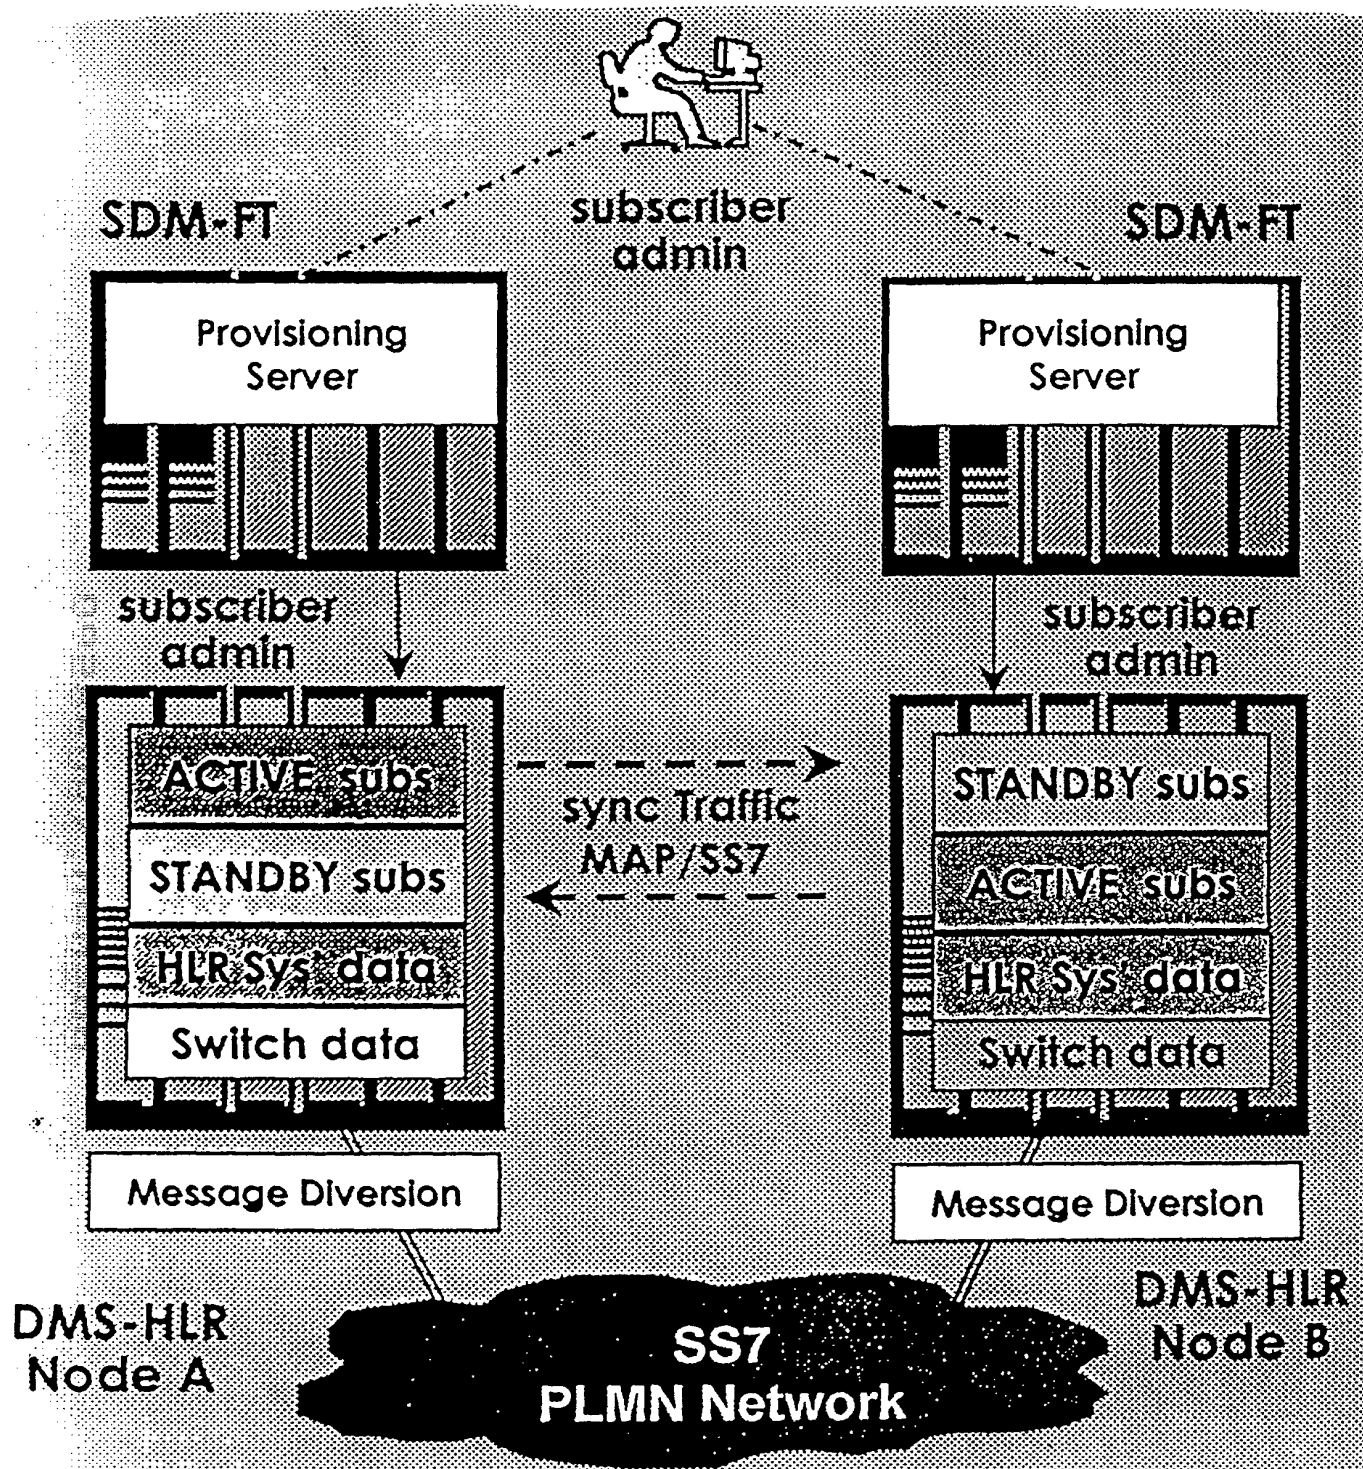 subscriber
admin
SDM-FT
SDM-FT
Provisioning
Server
Provisioning
Server
subscriber
admin
subscriber
admin
ACTIVE subs
STANDBY subs
HLR Sys' data
Switch data
sync Traffic
MAP/SS7
STANDBY subs
ACTIVE subs
HLR Sys' data
Switch data
Message Diversion
Message Diversion
DMS-HLR
Node A
DMS-HLR
Node B
SS7
PLMN Network